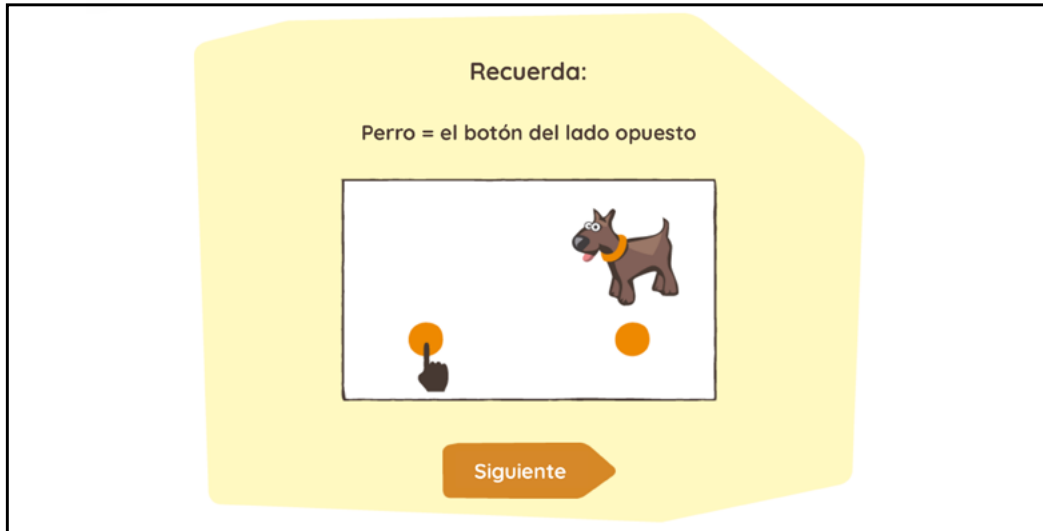 Recuerda:
Perro = el botón del lado opuesto
Siguiente